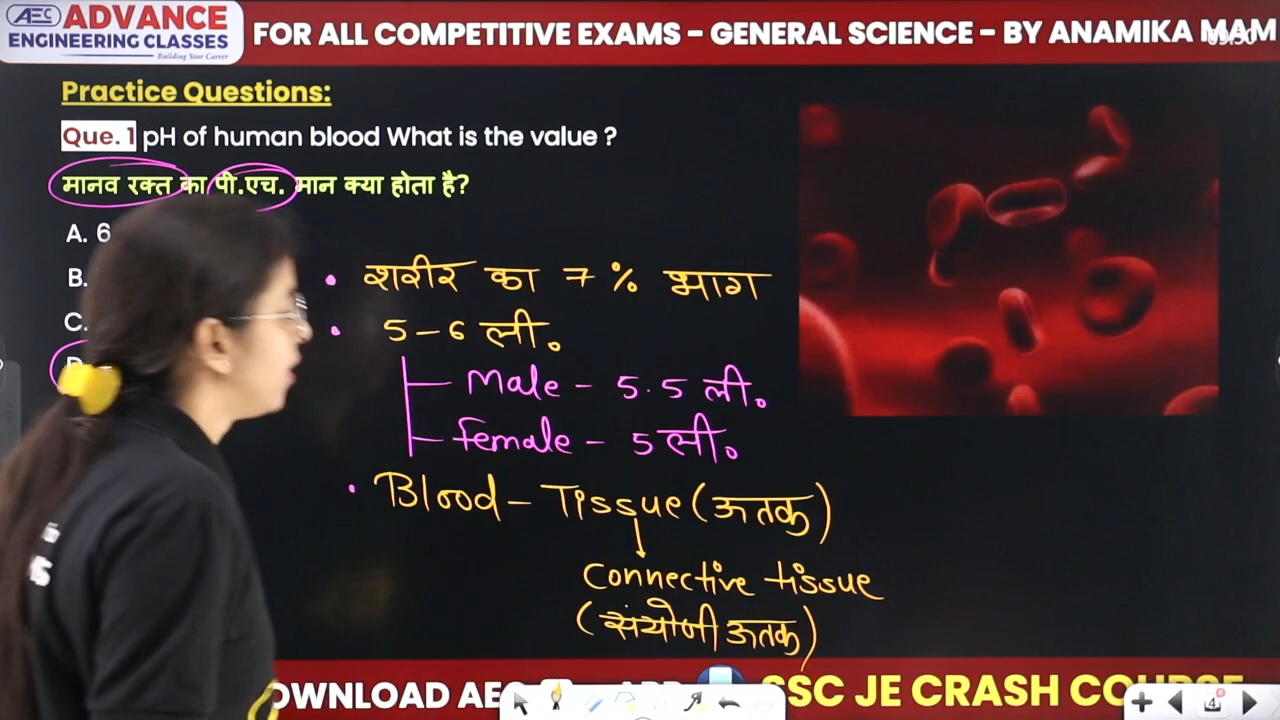 AEC ADVANCE
ENGINEERING CLASSES
Building Your Career
FOR ALL COMPETITIVE EXAMS - GENERAL SCIENCE - BY ANAMIKA MAM
Practice Questions:
Que. 1 pH of human blood What is the value ?
मानव रक्त का पी.एच. मान क्या होता है?
A. 6
B.
C.
• शरीर का 7 % भाग
• 5-6 ली०
Male - 5.5 ली०
Female - 5 ली०
• Blood - Tissue (ऊतक)
Connective tissue
(संयोजी ऊतक)
OWNLOAD AE
SSC JE CRASH COURSE
4